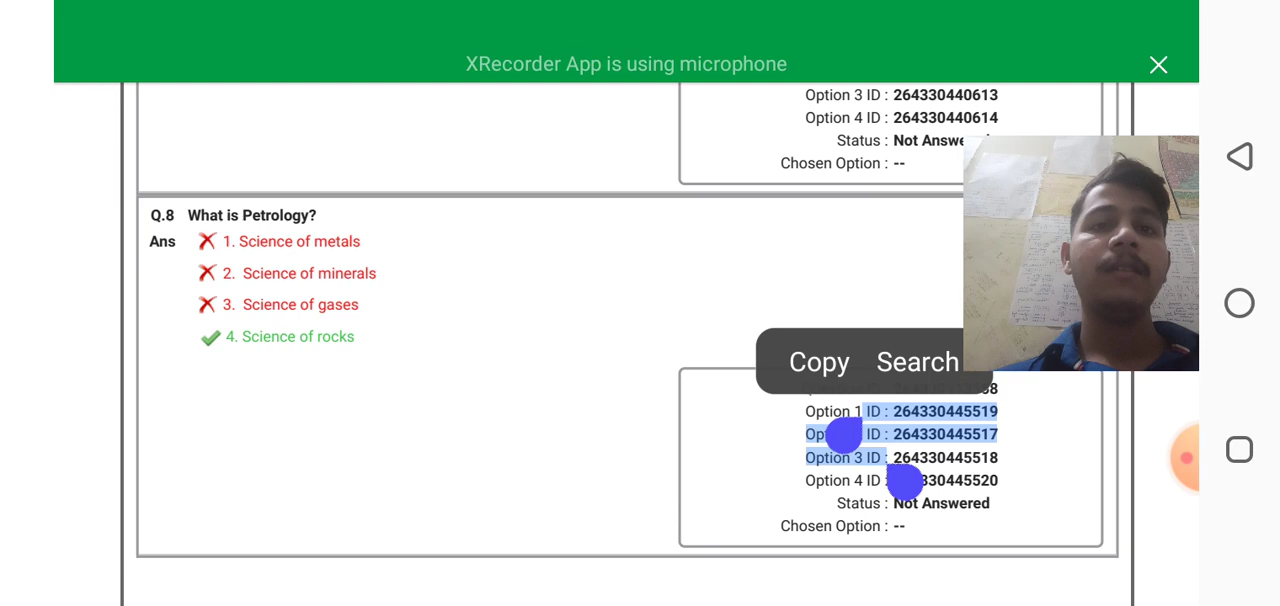 XRecorder App is using microphone
Option 3 ID : 264330440613
Option 4 ID : 264330440614
Status : Not
Chosen Option : --
Q.8 What is Petrology?
Ans 1. Science of metals
2. Science of minerals
3. Science of gases
4. Science of rocks
Copy Search
Option 1 ID : 264330445519
ID : 264330445517
Option 3 ID : 264330445518
Option 4 ID : 330445520
Status : Not Answered
Chosen Option : --